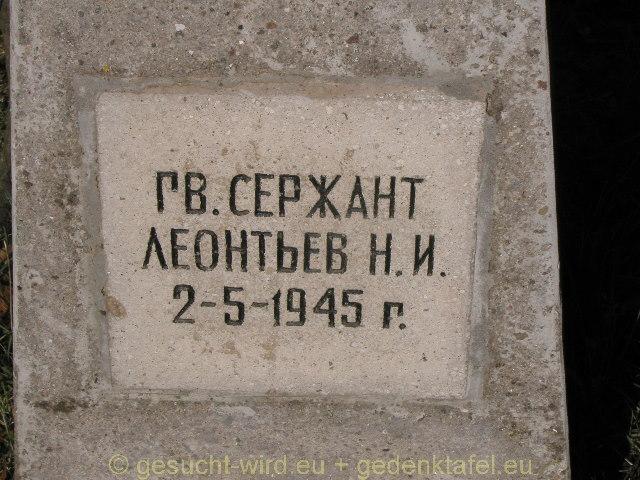 ГВ. СЕРЖАНТ
ЛЕОНТЬЕВ Н. И.
2-5-1945 г.
© gesucht-wird.eu + gedenktafel.eu